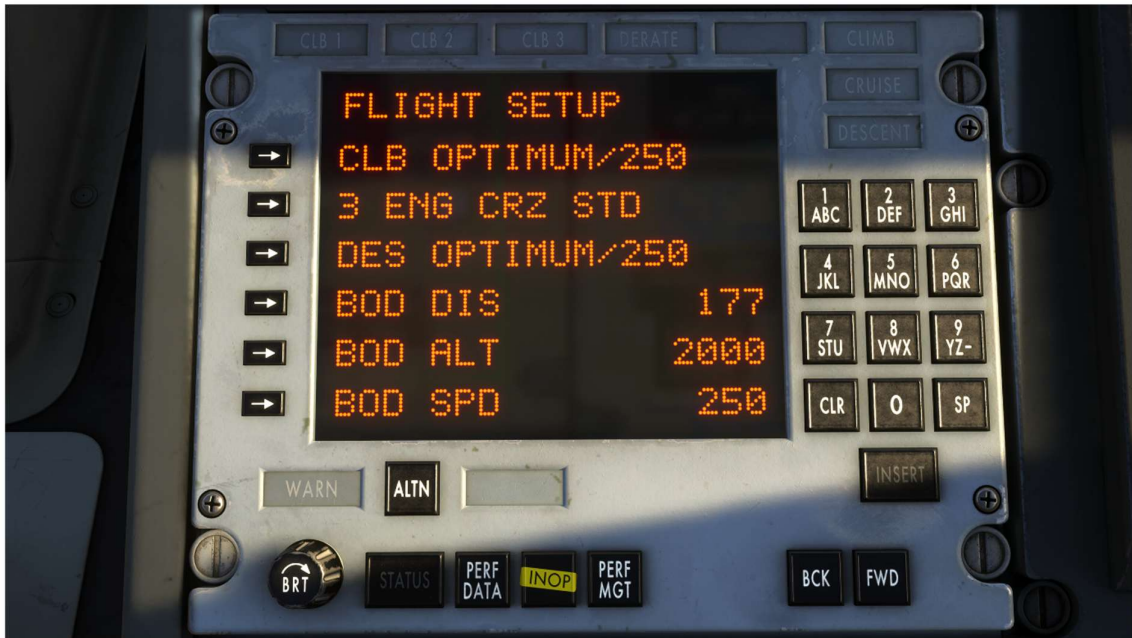 CLB 1 CLB 2 CLB 3 DERATE CLIMB
CRUISE
DESCENT
FLIGHT SETUP
CLB OPTIMUM/250
3 ENG CRZ STD
DES OPTIMUM/250
BOD DIS 177
BOD ALT 2000
BOD SPD 250
1 2 3
ABC DEF GHI
4 5 6
JKL MNO PQR
7 8 9
STU VWX YZ-
CLR 0 SP
WARN ALTN INSERT
BRT STATUS PERF DATA INOP PERF MGT BCK FWD